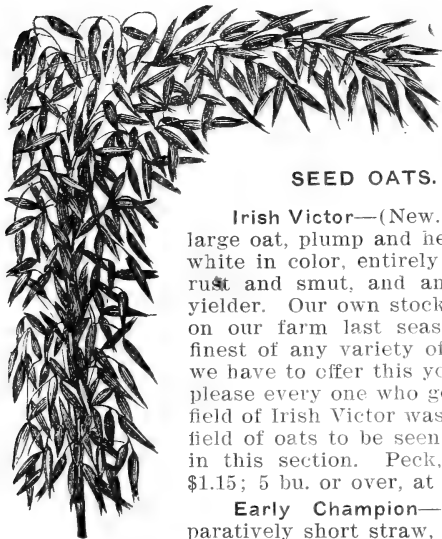 SEED OATS.
Irish Victor—(New.
large oat, plump and he
white in color, entirely
rust and smut, and an
yielder. Our own stock
on our farm last seas
finest of any variety of
we have to offer this yo
please every one who ge
field of Irish Victor was
field of oats to be seen
in this section. Peck,
$1.15; 5 bu. or over, at
Early Champion—
paratively short straw,